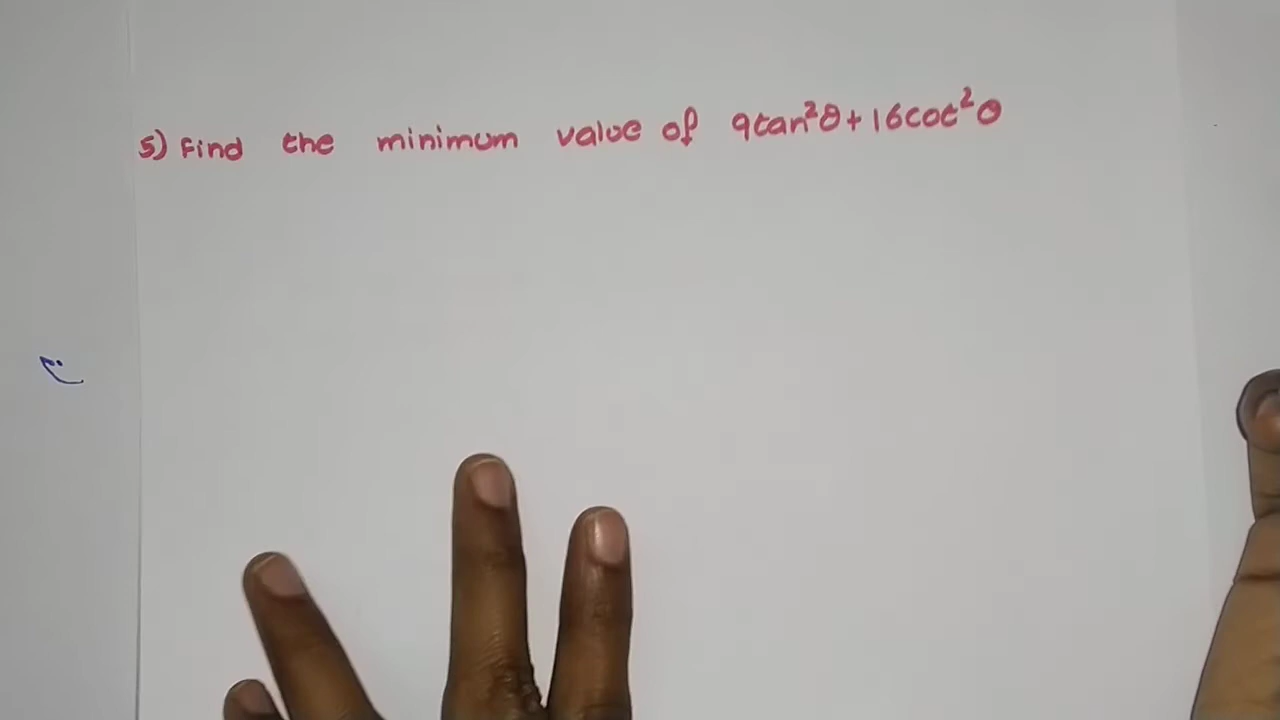 5) Find the minimum value of 9tan²θ + 16cot²θ